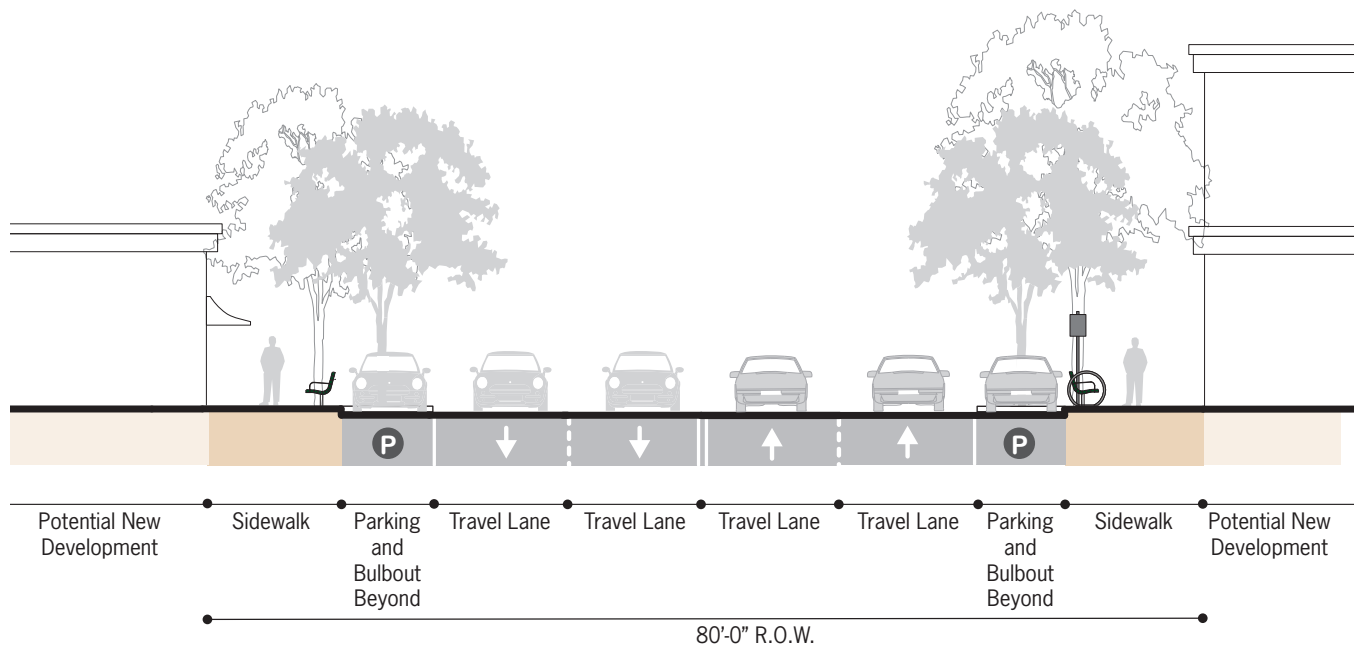 P
P
Potential New
Development
Sidewalk
Parking
and
Bulbout
Beyond
Travel Lane
Travel Lane
Travel Lane
Travel Lane
Parking
and
Bulbout
Beyond
Sidewalk
Potential New
Development
80’-0” R.O.W.